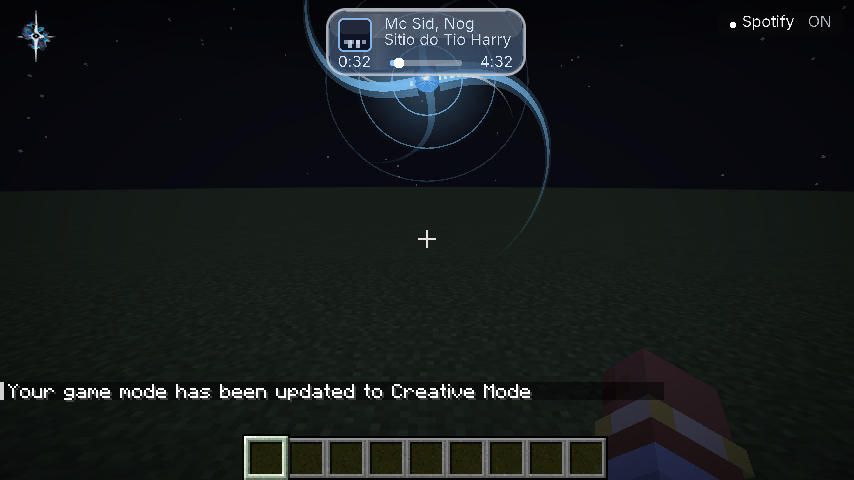 Mc Sid, Nog
Sitio do Tio Harry
0:32 4:32
Spotify ON
Your game mode has been updated to Creative Mode